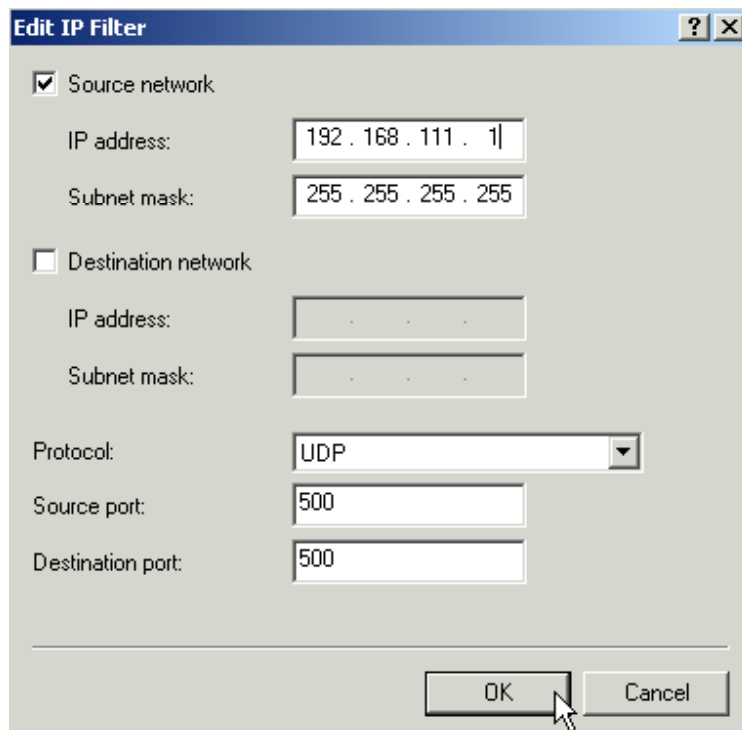 Edit IP Filter
Source network
IP address: 192 . 168 . 111 . 1
Subnet mask: 255 . 255 . 255 . 255
Destination network
IP address: . . .
Subnet mask: . . .
Protocol: UDP
Source port: 500
Destination port: 500
OK Cancel